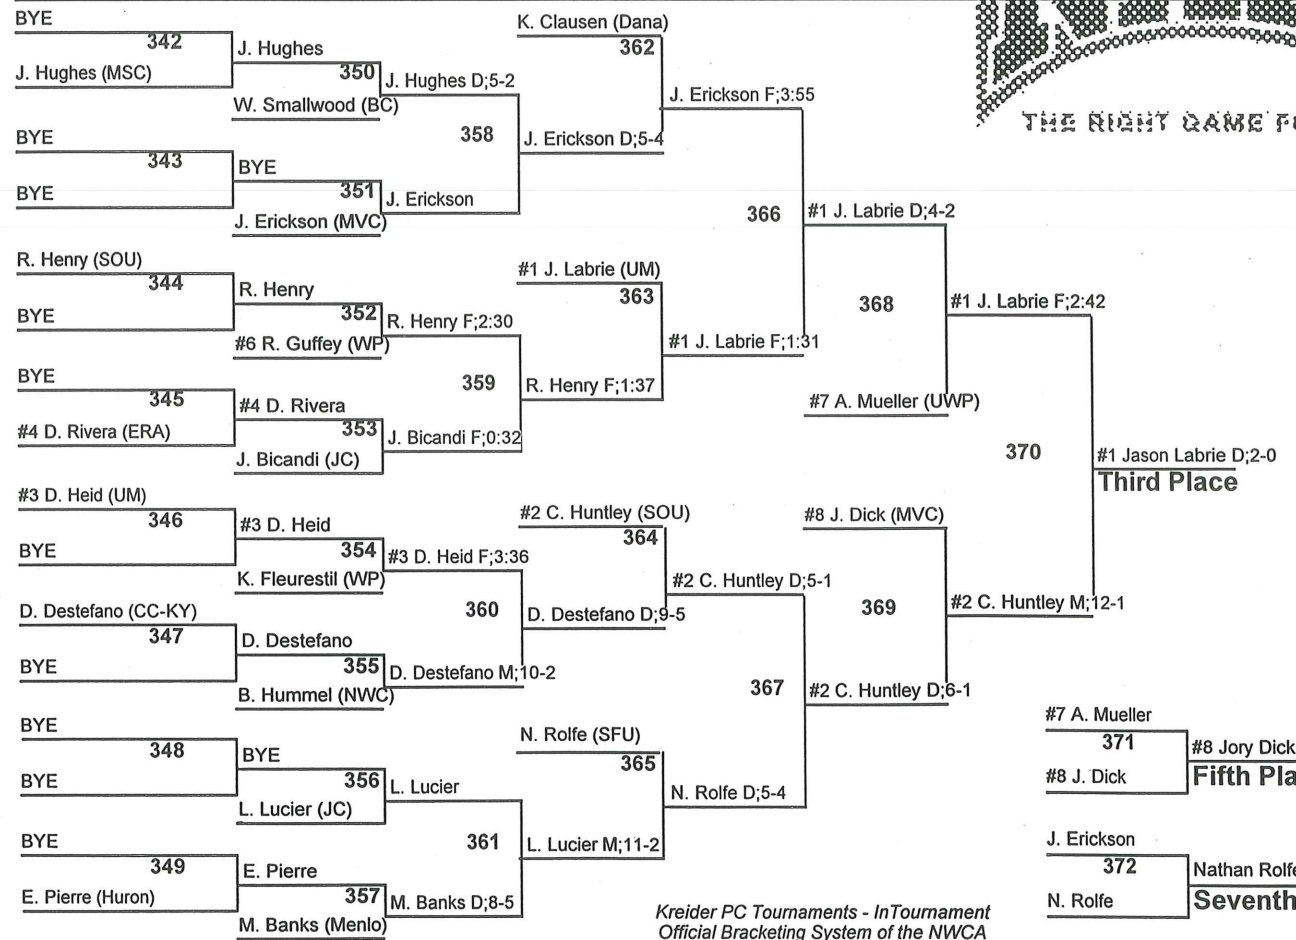 BYE
342
J. Hughes (MSC)
J. Hughes
350
W. Smallwood (BC)
J. Hughes D;5-2
BYE
343
BYE
BYE
351
J. Erickson (MVC)
J. Erickson
358
K. Clausen (Dana)
362
J. Erickson D;5-4
J. Erickson F;3:55
THE RIGHT GAME
R. Henry (SOU)
344
BYE
R. Henry
352
#6 R. Guffey (WP)
R. Henry F;2:30
BYE
345
#4 D. Rivera (ERA)
#4 D. Rivera
353
J. Bicandi (JC)
J. Bicandi F;0:32
359
#1 J. Labrie (UM)
363
R. Henry F;1:37
#1 J. Labrie F;1:31
366
#1 J. Labrie D;4-2
368
#7 A. Mueller (UWP)
#1 J. Labrie F;2:42
#3 D. Heid (UM)
346
BYE
#3 D. Heid
354
K. Fleurestil (WP)
#3 D. Heid F;3:36
D. Destefano (CC-KY)
347
BYE
D. Destefano
355
B. Hummel (NWC)
D. Destefano M;10-2
360
#2 C. Huntley (SOU)
364
D. Destefano D;9-5
#2 C. Huntley D;5-1
BYE
348
BYE
BYE
356
L. Lucier (JC)
L. Lucier
BYE
349
E. Pierre (Huron)
E. Pierre
357
M. Banks (Menlo)
M. Banks D;8-5
361
N. Rolfe (SFU)
365
L. Lucier M;11-2
N. Rolfe D;5-4
367
#8 J. Dick (MVC)
369
#2 C. Huntley D;6-1
#2 C. Huntley M;12-1
370
#1 Jason Labrie D;2-0
Third Place
#7 A. Mueller
371
#8 J. Dick
#8 Jory Dick
Fifth Pla
J. Erickson
372
N. Rolfe
Nathan Rolfe
Seventh
Kreider PC Tournaments - InTournament
Official Bracketing System of the NWCA